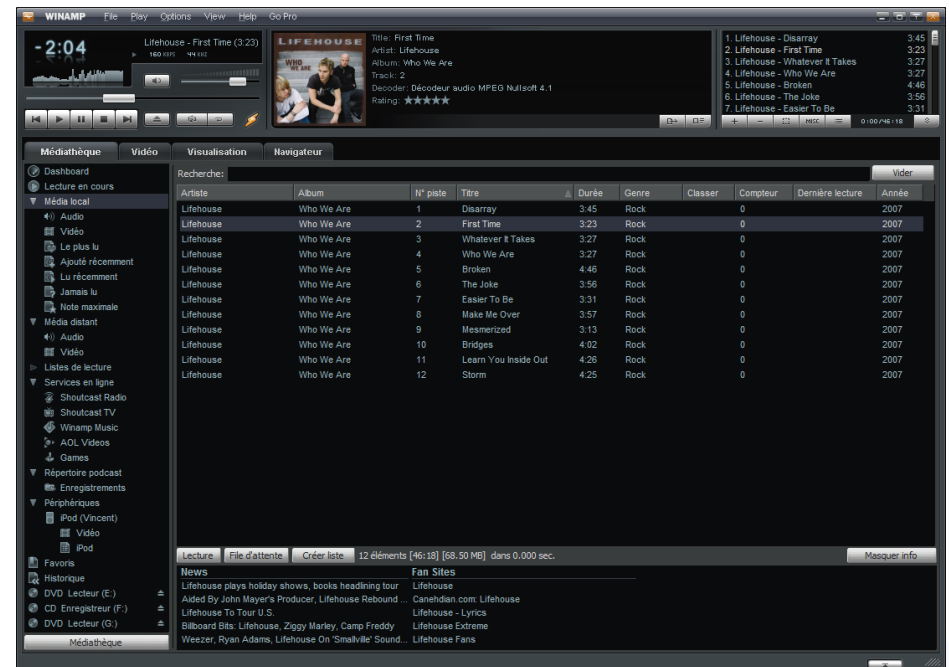 WINAMP File Play Options View Help Go Pro
- 2:04 Lifehouse - First Time (3:23)
160 KBPS 44 KHZ
LIFEHOUSE
WHO WE ARE
Title: First Time
Artist: Lifehouse
Album: Who We Are
Track: 2
Decoder: Décodeur audio MPEG Nullsoft 4.1
Rating: ★★★★★
1. Lifehouse - Disarray 3:45
2. Lifehouse - First Time 3:23
3. Lifehouse - Whatever It Takes 3:27
4. Lifehouse - Who We Are 3:27
5. Lifehouse - Broken 4:46
6. Lifehouse - The Joke 3:56
7. Lifehouse - Easier To Be 3:31
MISC 0:00/46:18
Médiathèque Vidéo Visualisation Navigateur
Dashboard
Lecture en cours
Média local
Audio
Vidéo
Le plus lu
Ajouté récemment
Lu récemment
Jamais lu
Note maximale
Média distant
Audio
Vidéo
Listes de lecture
Services en ligne
Shoutcast Radio
Shoutcast TV
Winamp Music
AOL Videos
Games
Répertoire podcast
Enregistrements
Périphériques
iPod (Vincent)
Vidéo
iPod
Favoris
Historique
DVD Lecteur (E:)
CD Enregistreur (F:)
DVD Lecteur (G:)
Médiathèque
Recherche: Vider
Artiste Album N° piste Titre Durée Genre Classer Compteur Dernière lecture Année
Lifehouse Who We Are 1 Disarray 3:45 Rock 0 2007
Lifehouse Who We Are 2 First Time 3:23 Rock 0 2007
Lifehouse Who We Are 3 Whatever It Takes 3:27 Rock 0 2007
Lifehouse Who We Are 4 Who We Are 3:27 Rock 0 2007
Lifehouse Who We Are 5 Broken 4:46 Rock 0 2007
Lifehouse Who We Are 6 The Joke 3:56 Rock 0 2007
Lifehouse Who We Are 7 Easier To Be 3:31 Rock 0 2007
Lifehouse Who We Are 8 Make Me Over 3:57 Rock 0 2007
Lifehouse Who We Are 9 Mesmerized 3:13 Rock 0 2007
Lifehouse Who We Are 10 Bridges 4:02 Rock 0 2007
Lifehouse Who We Are 11 Learn You Inside Out 4:26 Rock 0 2007
Lifehouse Who We Are 12 Storm 4:25 Rock 0 2007
Lecture File d'attente Créer liste 12 éléments [46:18] [68.50 MB] dans 0.000 sec. Masquer info
News
Lifehouse plays holiday shows, books headlining tour
Aided By John Mayer's Producer, Lifehouse Rebound ...
Lifehouse To Tour U.S.
Billboard Bits: Lifehouse, Ziggy Marley, Camp Freddy
Weezer, Ryan Adams, Lifehouse On 'Smallville' Sound...
Fan Sites
Lifehouse
Canehdian.com: Lifehouse
Lifehouse - Lyrics
Lifehouse Extreme
Lifehouse Fans